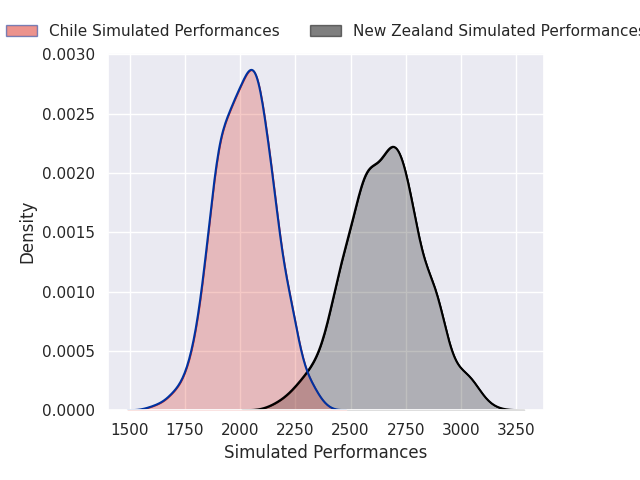 Chile Simulated Performances New Zealand Simulated Performances
0.0030
0.0025
0.0020
0.0015
0.0010
0.0005
0.0000
Density
1500 1750 2000 2250 2500 2750 3000 3250
Simulated Performances